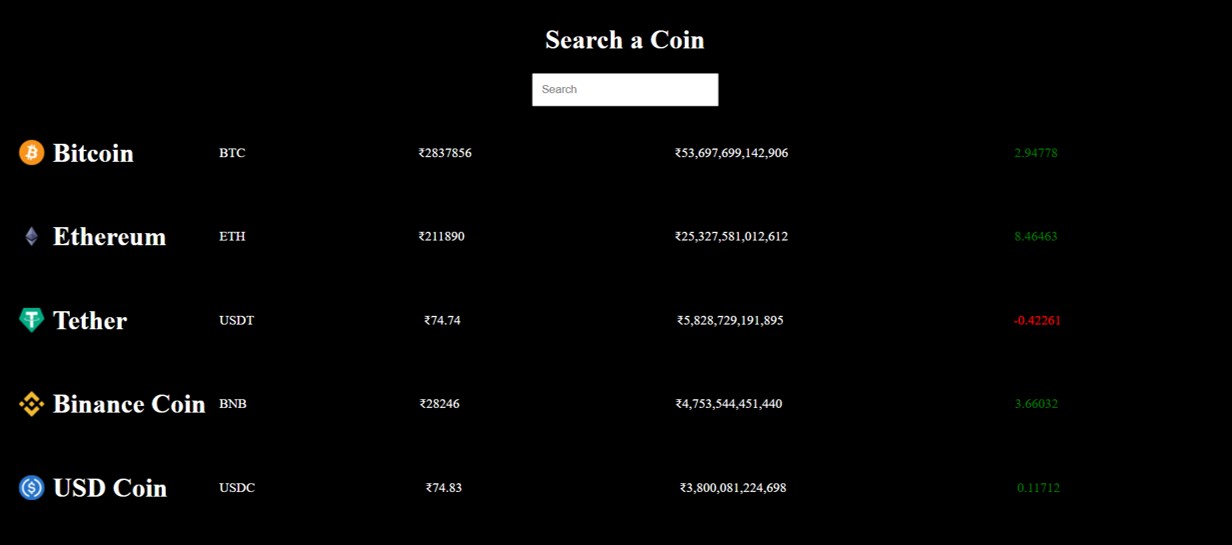 Search a Coin
Search
Bitcoin BTC ₹2837856 ₹53,697,699,142,906 2.94778
Ethereum ETH ₹211890 ₹25,327,581,012,612 8.46463
Tether USDT ₹74.74 ₹5,828,729,191,895 -0.42261
Binance Coin BNB ₹28246 ₹4,753,544,451,440 3.66032
USD Coin USDC ₹74.83 ₹3,800,081,224,698 0.11712